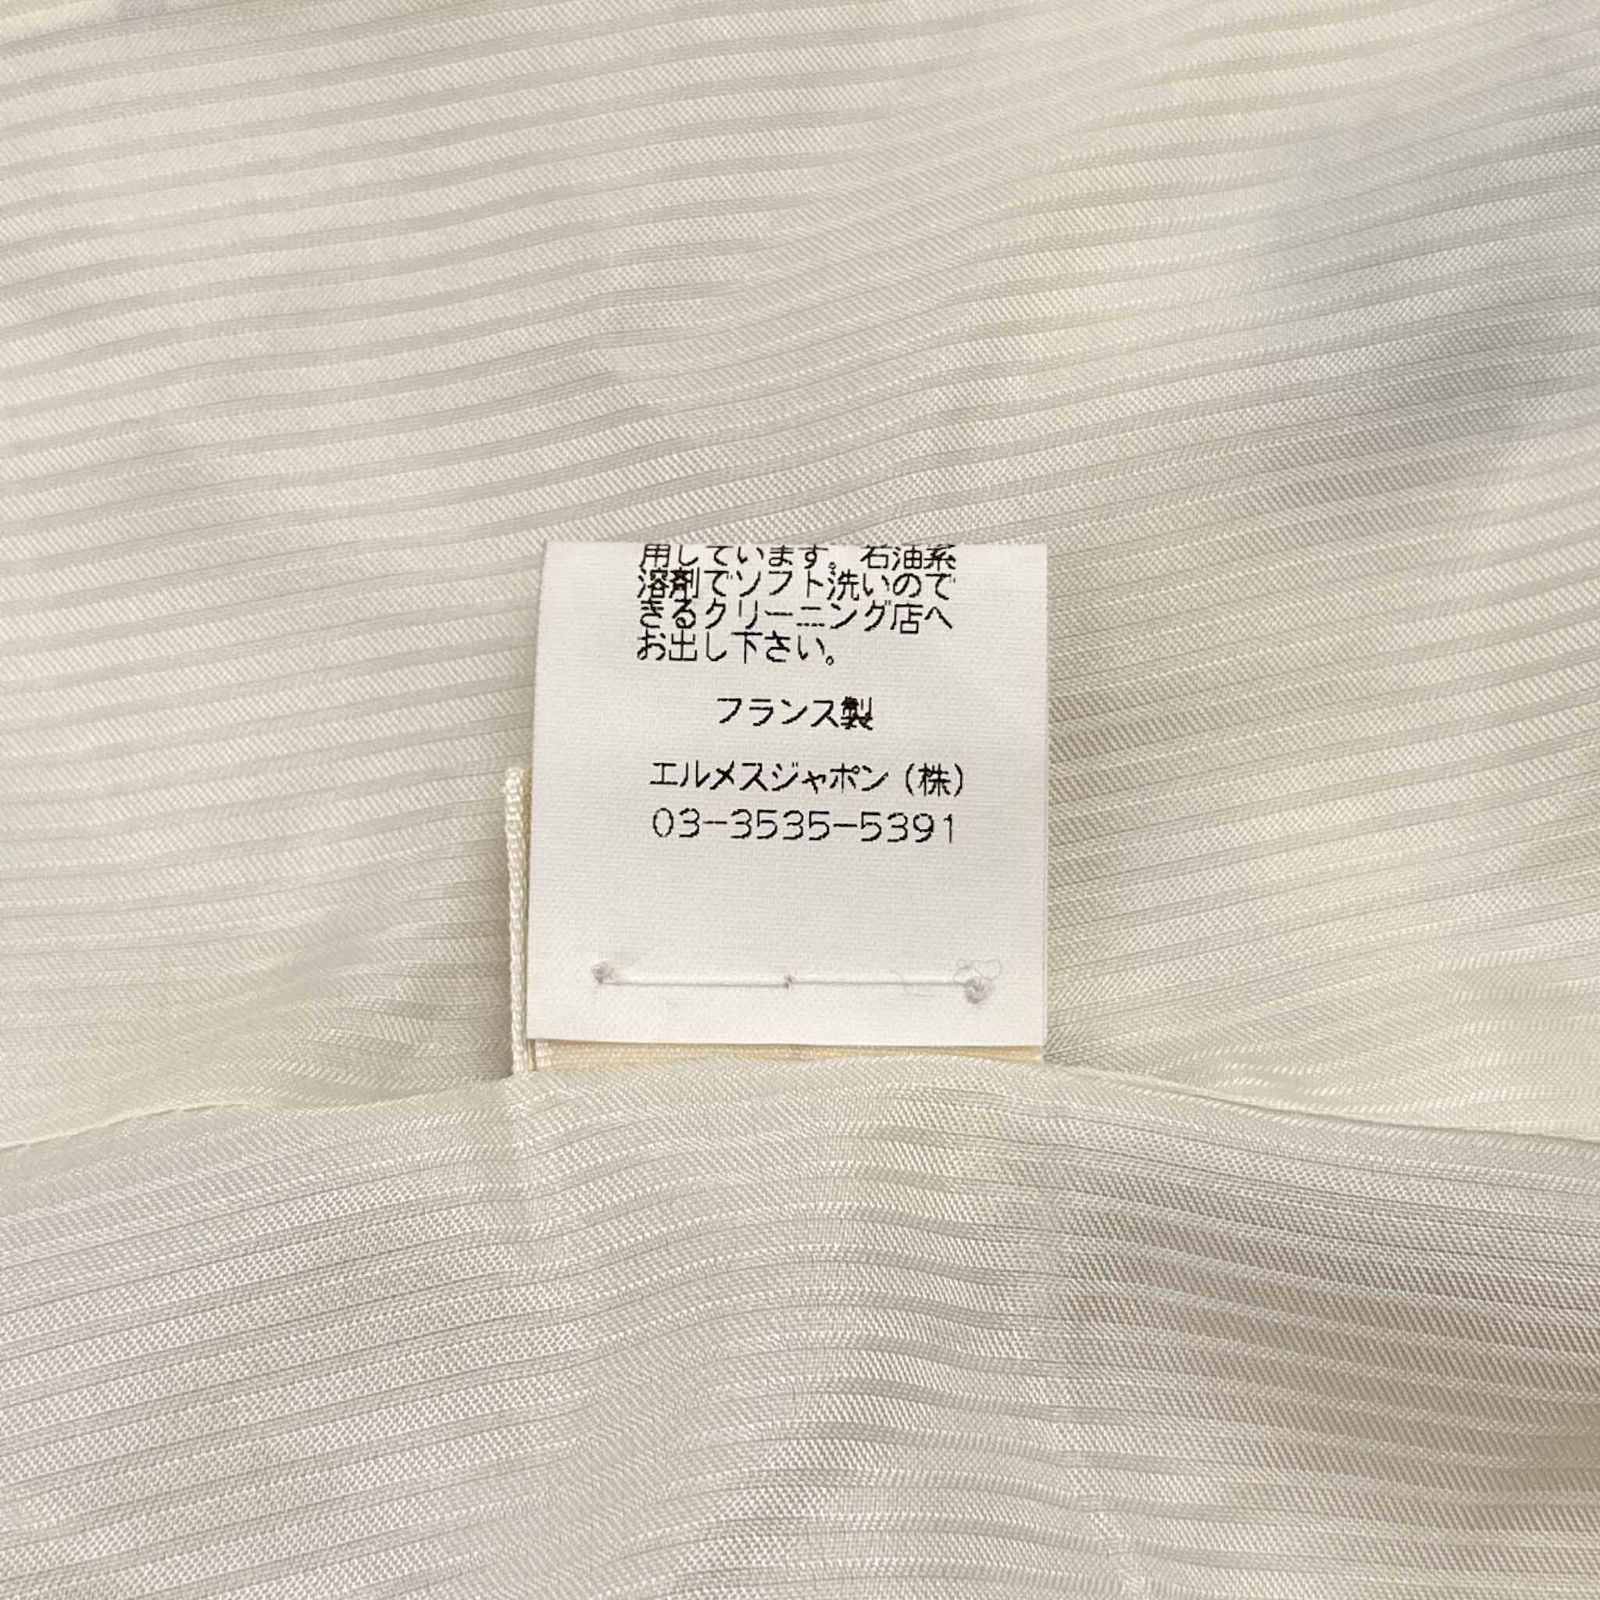 用しています。石油系
溶剤でソフト洗いので
きるクリーニング店へ
お出し下さい。
フランス製
エルメスジャポン（株）
03-3535-5391